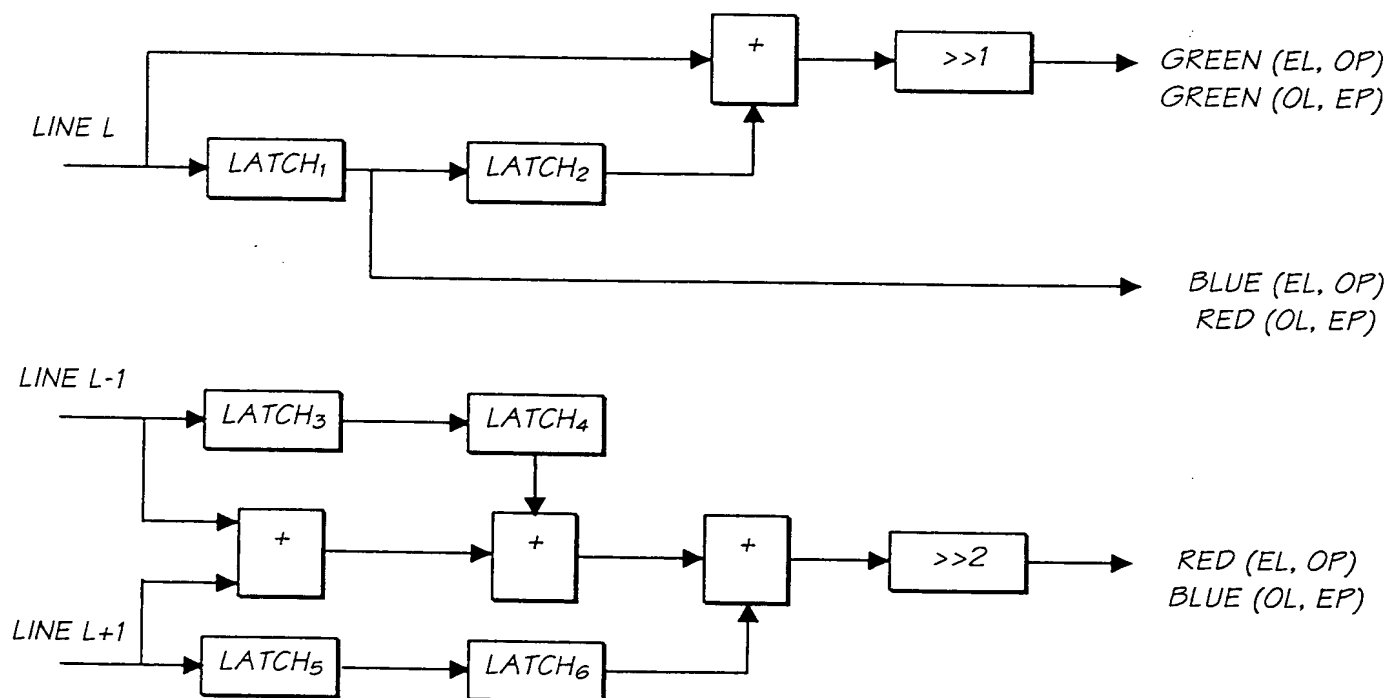 +
>>1
GREEN (EL, OP)
GREEN (OL, EP)
LINE L
LATCH₁
LATCH₂
BLUE (EL, OP)
RED (OL, EP)
LINE L-1
LATCH₃
LATCH₄
+
+
+
>>2
RED (EL, OP)
BLUE (OL, EP)
LINE L+1
LATCH₅
LATCH₆